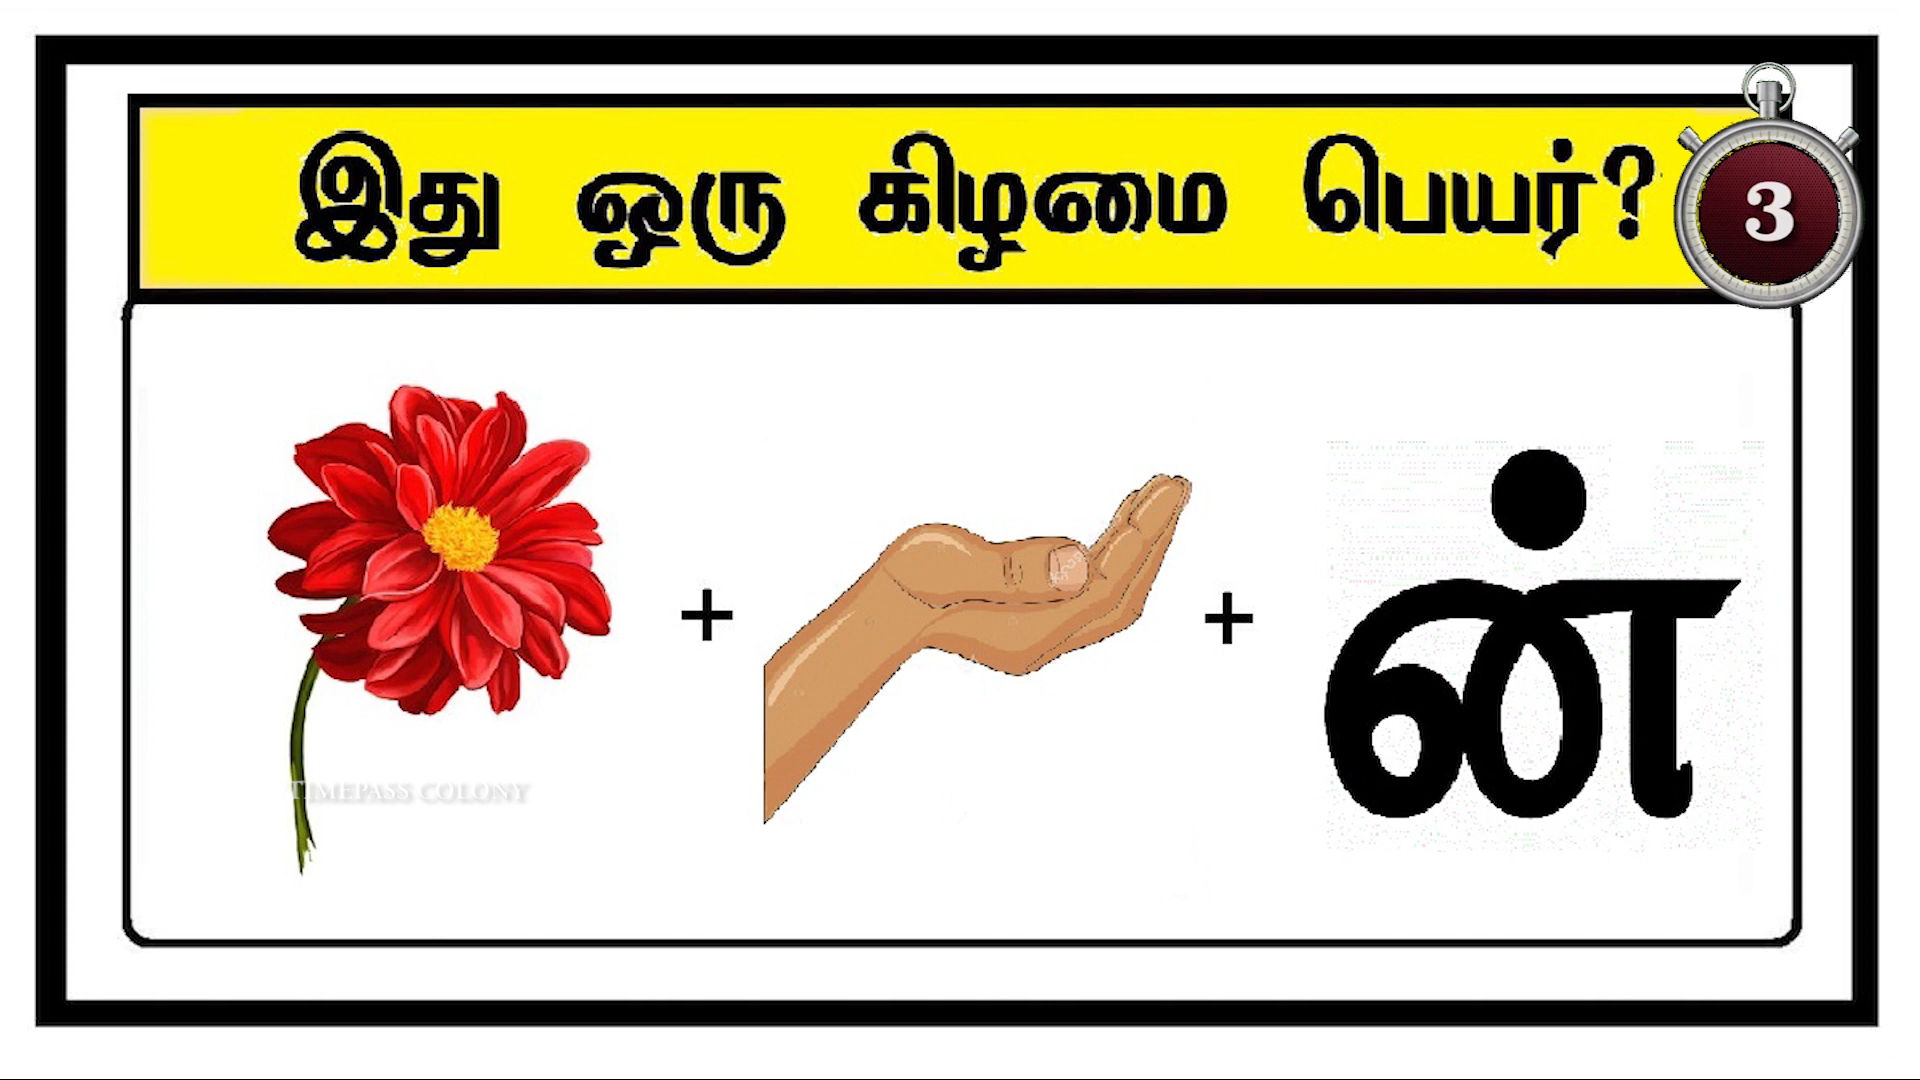 இது ஒரு கிழமை பெயர்?
3
+ + ன்
TIMEPASS COLONY